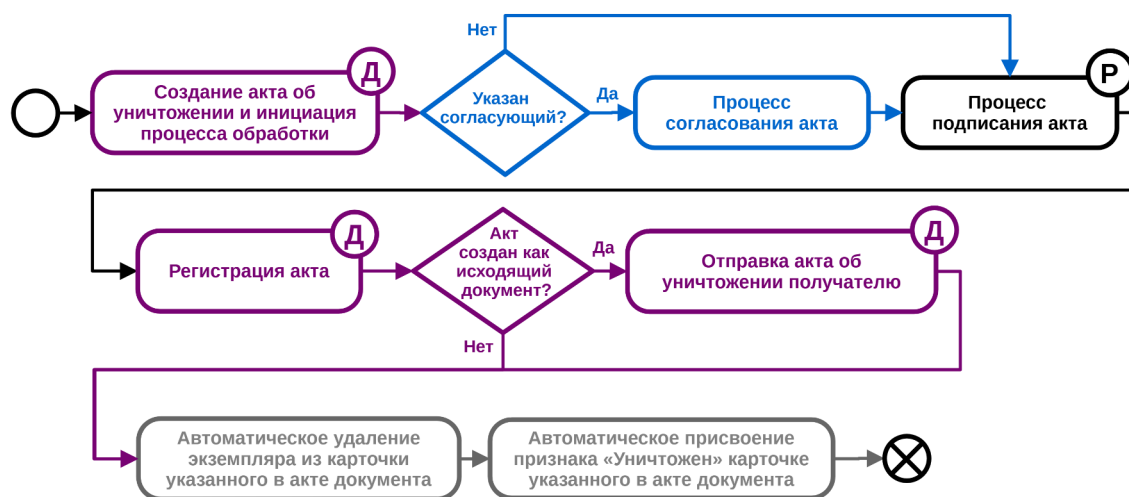 Нет
Д
Р
Создание акта об
уничтожении и инициация
процесса обработки
Указан
согласующий?
Да
Процесс
согласования акта
Процесс
подписания акта
Д
Д
Регистрация акта
Акт
создан как
исходящий
документ?
Да
Отправка акта об
уничтожении получателю
Нет
Автоматическое удаление
экземпляра из карточки
указанного в акте документа
Автоматическое присвоение
признака «Уничтожен» карточке
указанного в акте документа